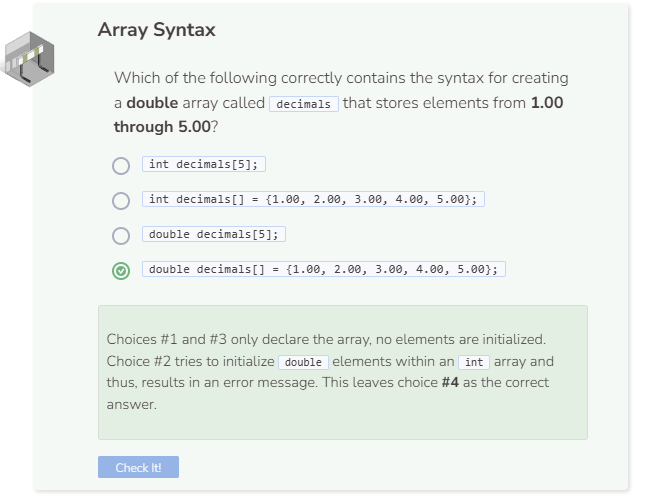 Array Syntax
Which of the following correctly contains the syntax for creating
a double array called decimals that stores elements from 1.00
through 5.00?
int decimals[5];
int decimals[] = {1.00, 2.00, 3.00, 4.00, 5.00};
double decimals[5];
double decimals[] = {1.00, 2.00, 3.00, 4.00, 5.00};
Choices #1 and #3 only declare the array, no elements are initialized.
Choice #2 tries to initialize double elements within an int array and
thus, results in an error message. This leaves choice #4 as the correct
answer.
Check It!